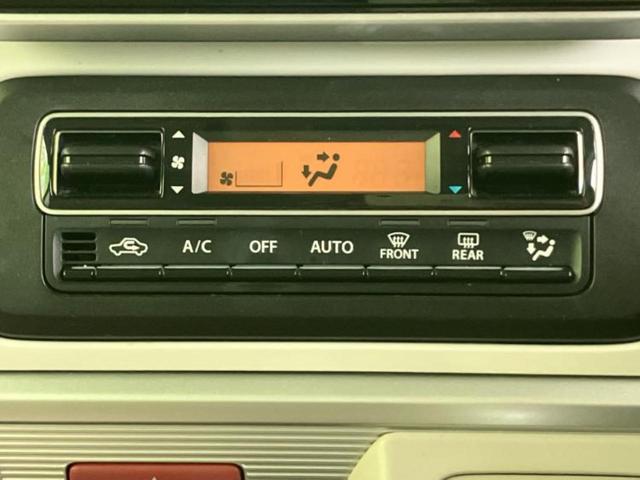 A/C OFF AUTO FRONT REAR